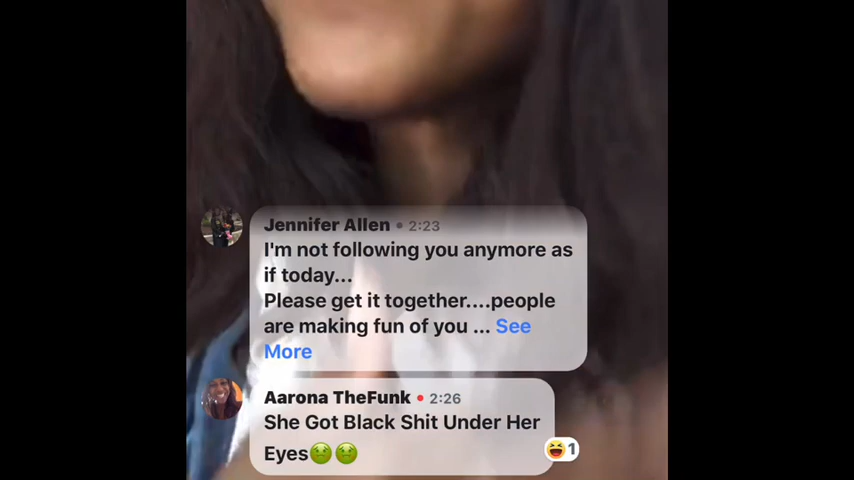 Jennifer Allen • 2:23
I'm not following you anymore as
if today...
Please get it together....people
are making fun of you ... See
More
Aarona TheFunk • 2:26
She Got Black Shit Under Her
Eyes🤢🤢
1